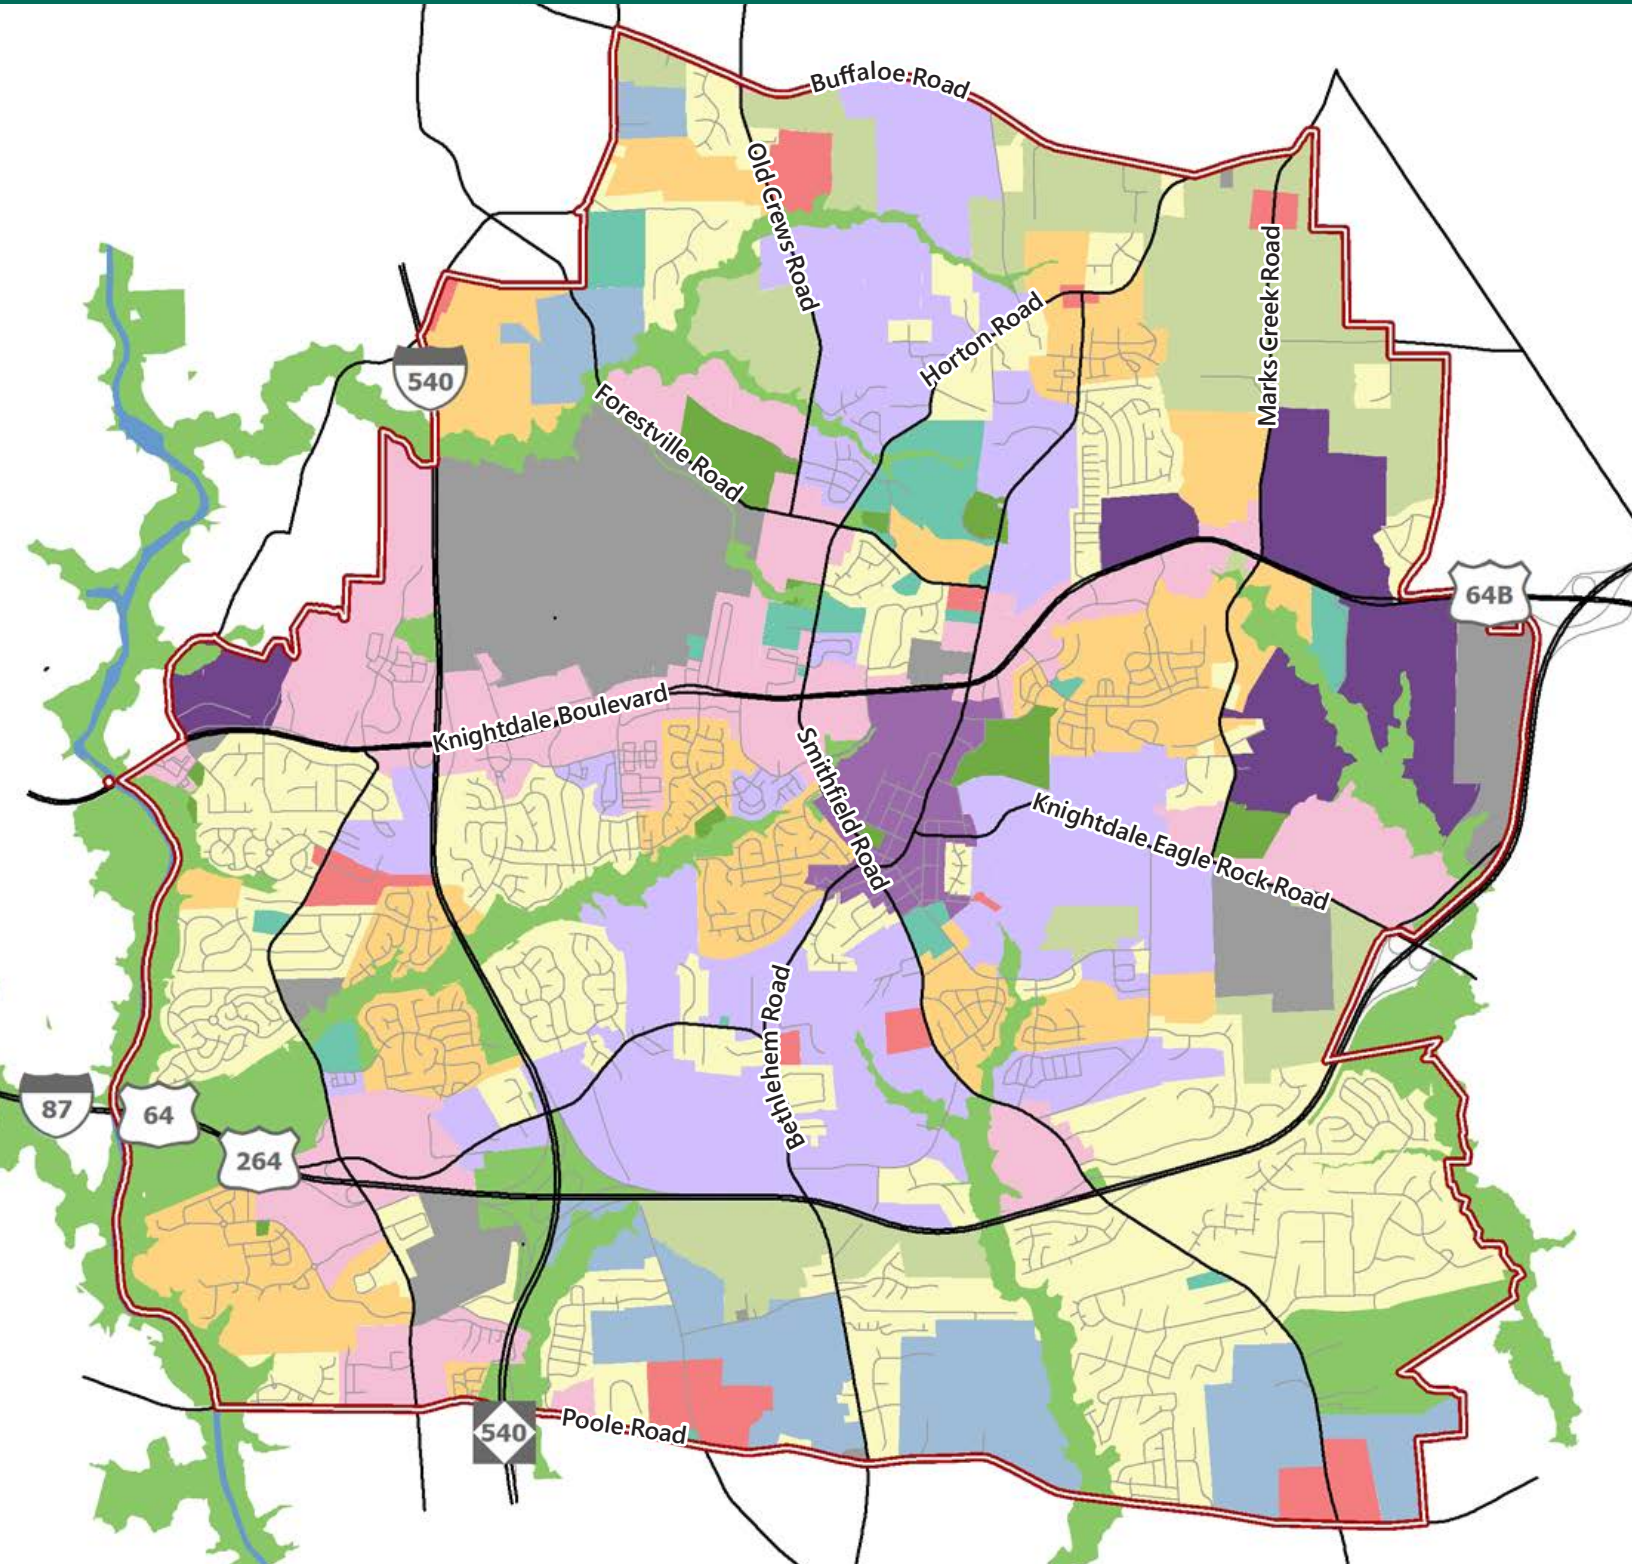 Buffaloe Road
Old Crews Road
Horton Road
Marks Creek Road
540
Forestville Road
64B
Knightdale Boulevard
Smithfield Road
Knightdale Eagle Rock Road
Bethlehem Road
87
64
264
540
Poole Road